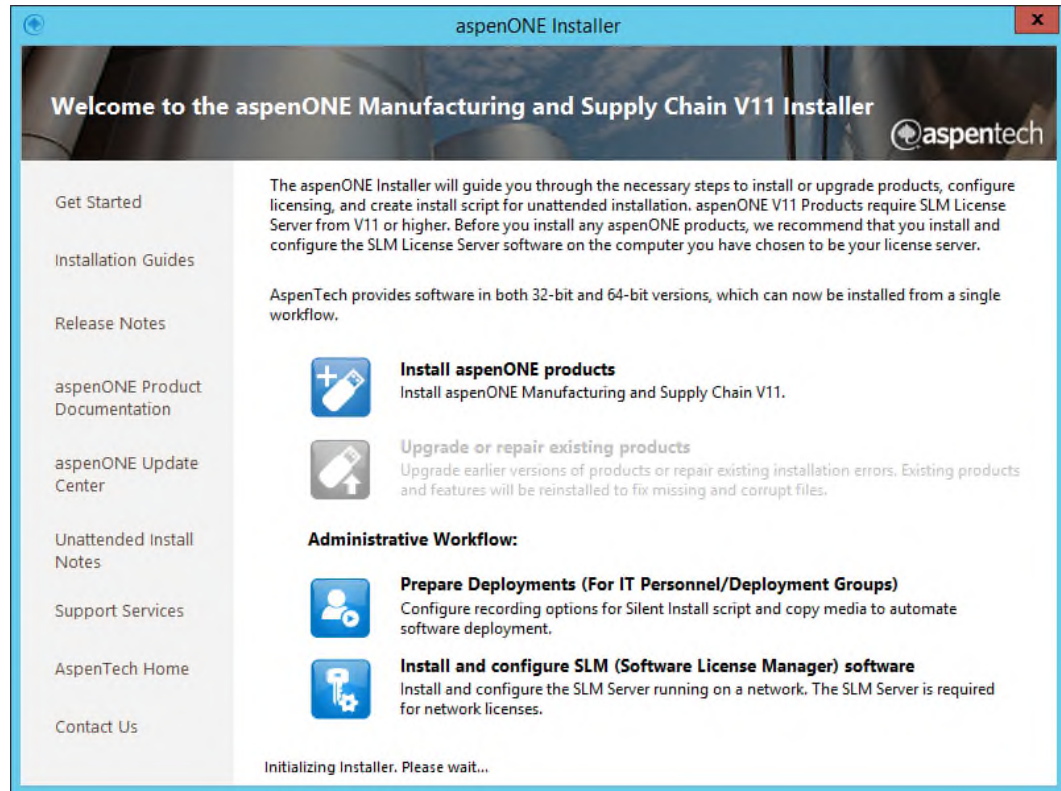 aspenONE Installer
x
Welcome to the aspenONE Manufacturing and Supply Chain V11 Installer
aspentech
Get Started
Installation Guides
Release Notes
aspenONE Product
Documentation
aspenONE Update
Center
Unattended Install
Notes
Support Services
AspenTech Home
Contact Us
The aspenONE Installer will guide you through the necessary steps to install or upgrade products, configure
licensing, and create install script for unattended installation. aspenONE V11 Products require SLM License
Server from V11 or higher. Before you install any aspenONE products, we recommend that you install and
configure the SLM License Server software on the computer you have chosen to be your license server.
AspenTech provides software in both 32-bit and 64-bit versions, which can now be installed from a single
workflow.
Install aspenONE products
Install aspenONE Manufacturing and Supply Chain V11.
Upgrade or repair existing products
Upgrade earlier versions of products or repair existing installation errors. Existing products
and features will be reinstalled to fix missing and corrupt files.
Administrative Workflow:
Prepare Deployments (For IT Personnel/Deployment Groups)
Configure recording options for Silent Install script and copy media to automate
software deployment.
Install and configure SLM (Software License Manager) software
Install and configure the SLM Server running on a network. The SLM Server is required
for network licenses.
Initializing Installer. Please wait...